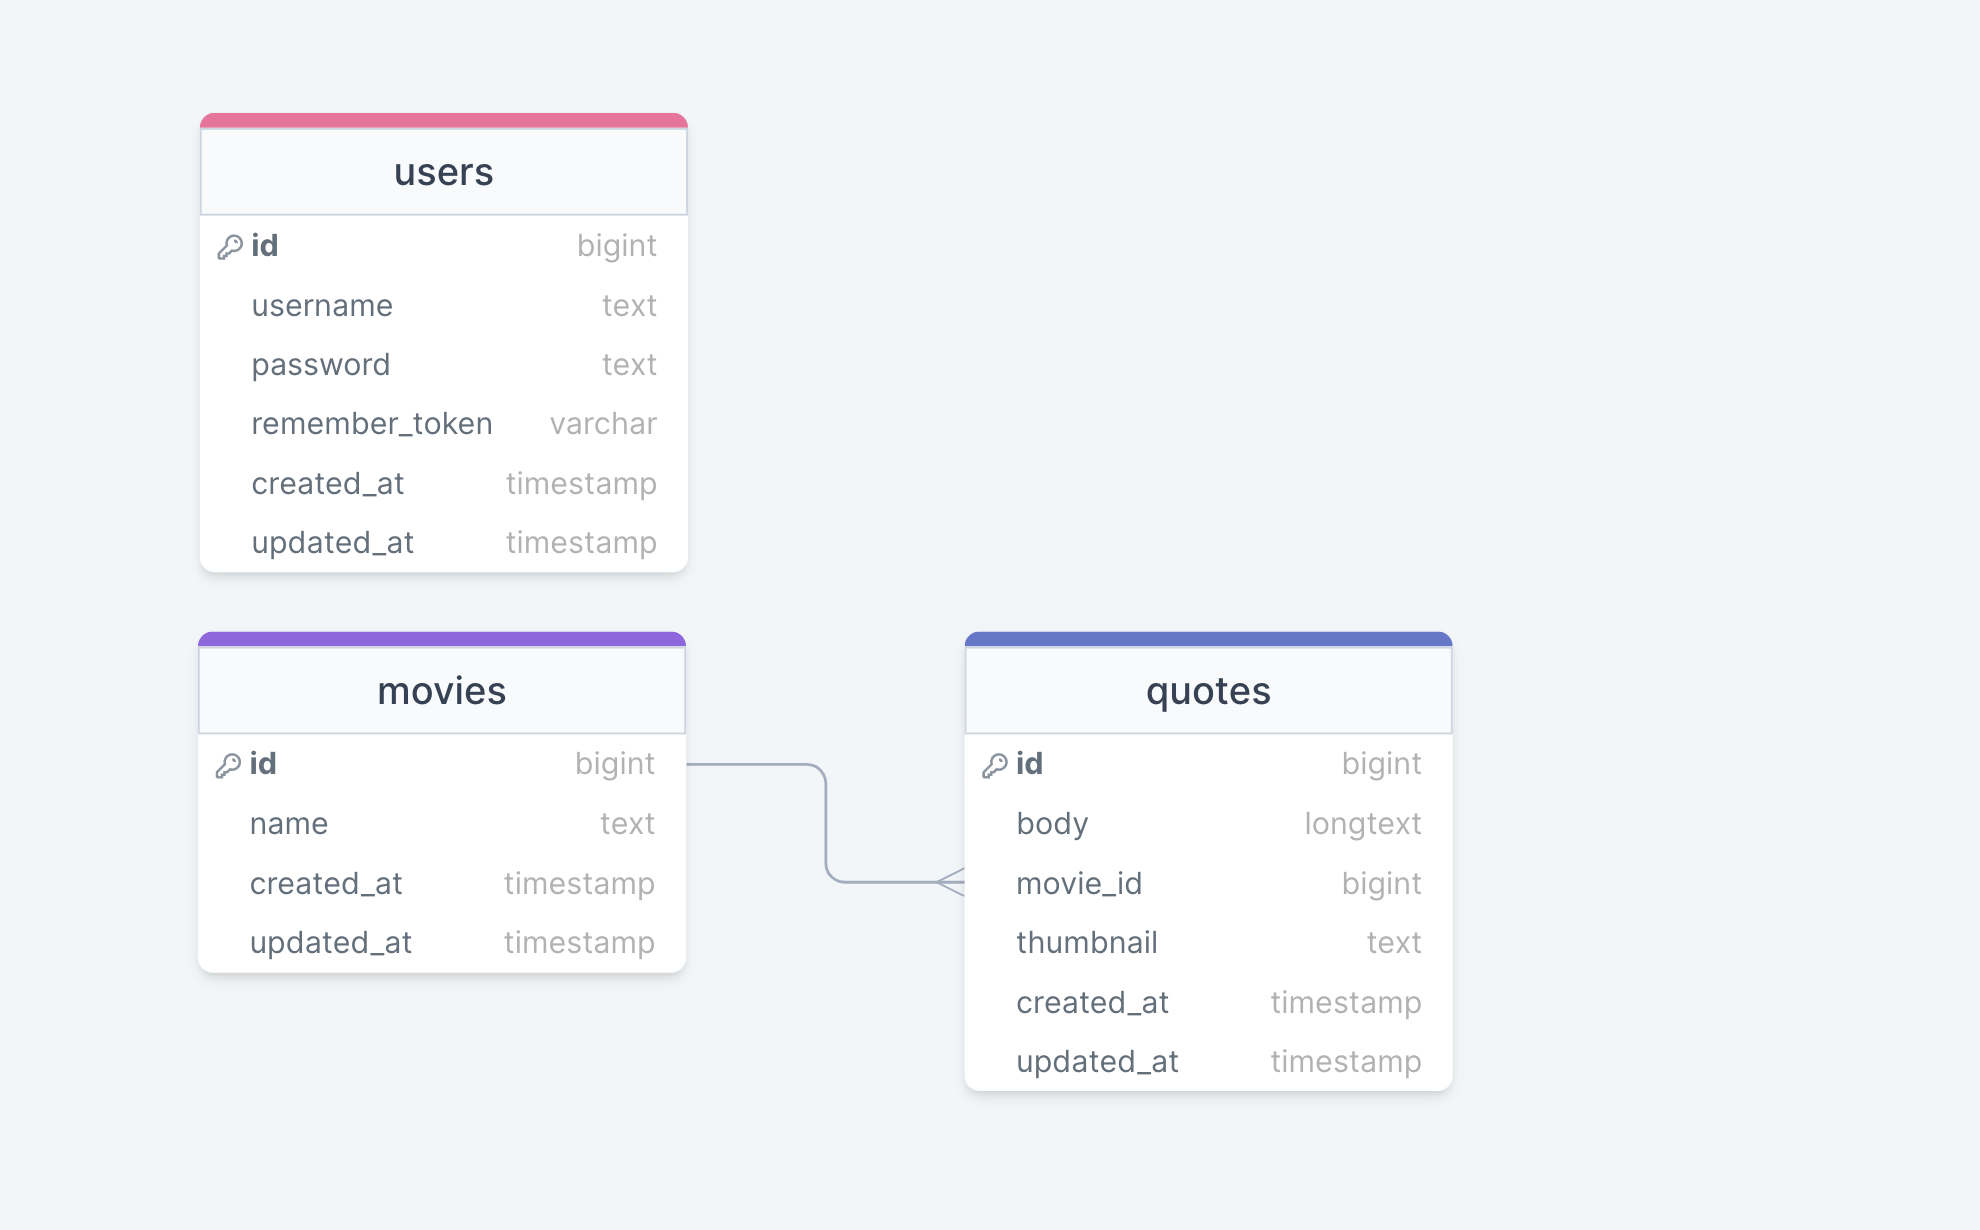 users
id bigint
username text
password text
remember_token varchar
created_at timestamp
updated_at timestamp
movies
id bigint
name text
created_at timestamp
updated_at timestamp
quotes
id bigint
body longtext
movie_id bigint
thumbnail text
created_at timestamp
updated_at timestamp